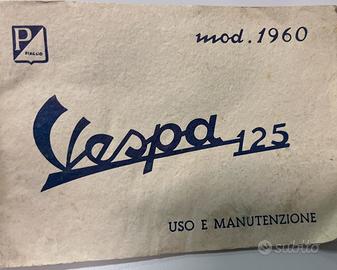 P
PIAGGIO
mod. 1960
Vespa 125
USO E MANUTENZIONE
subito